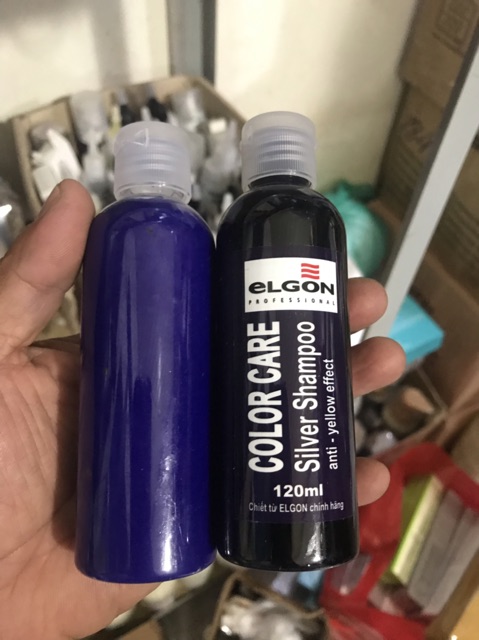 eLGON
PROFESSIONAL
COLOR CARE
Silver Shampoo
anti - yellow effect
120ml
Chiết từ ELGON chính hãng